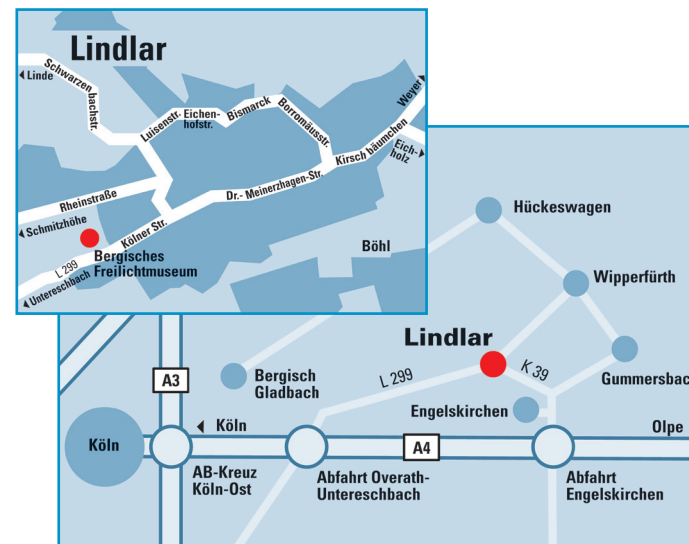 Lindlar
Linde
Schwarzen
bachstr.
Luisenstr.
Eichen-
hofstr.
Bismarck
Borromäusstr.
Weyer
Kirsch bäumchen
Eich-
holz
Dr.- Meinerzhagen-Str.
Rheinstraße
Schmitzhöhe
Kölner Str.
Bergisches
Freilichtmuseum
L 299
Untereschbach
Böhl
Hückeswagen
Wipperfürth
Lindlar
K 39
Gummersbac
L 299
Bergisch
Gladbach
A3
Engelskirchen
Köln
Köln
A4
Olpe
AB-Kreuz
Köln-Ost
Abfahrt Overath-
Untereschbach
Abfahrt
Engelskirchen